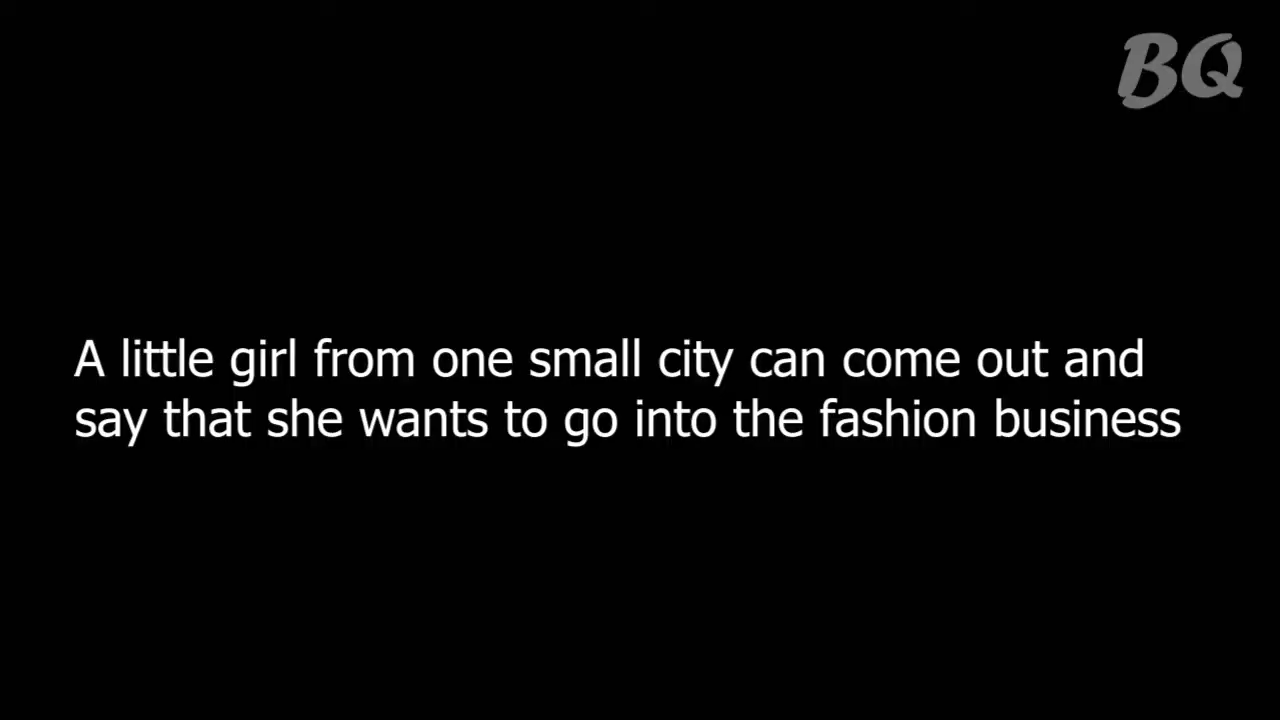 BQ
A little girl from one small city can come out and
say that she wants to go into the fashion business